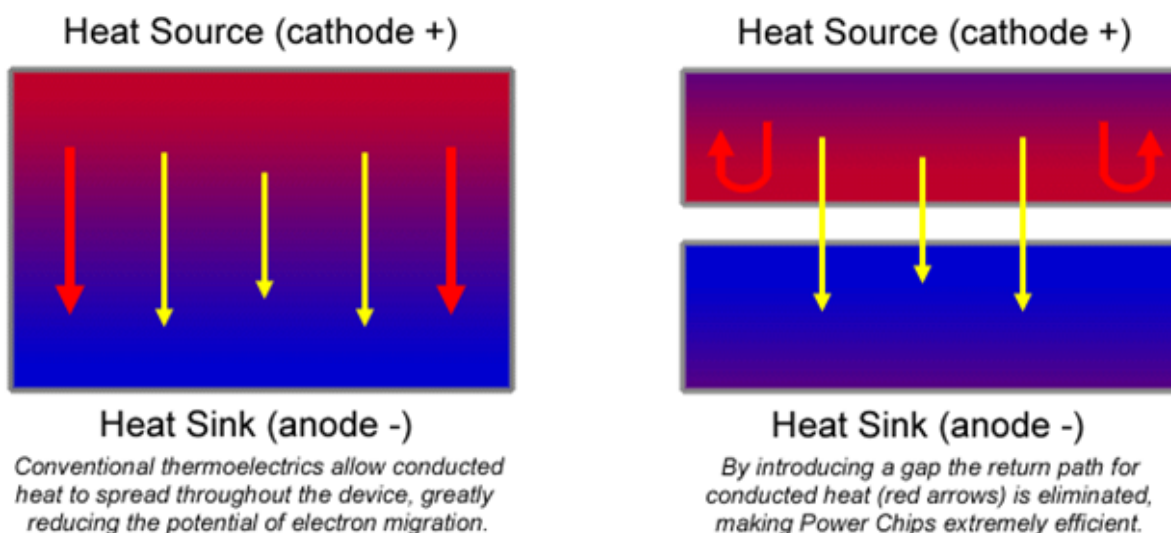 Heat Source (cathode +)
Heat Sink (anode -)
Conventional thermoelectrics allow conducted
heat to spread throughout the device, greatly
reducing the potential of electron migration.
Heat Source (cathode +)
Heat Sink (anode -)
By introducing a gap the return path for
conducted heat (red arrows) is eliminated,
making Power Chips extremely efficient.